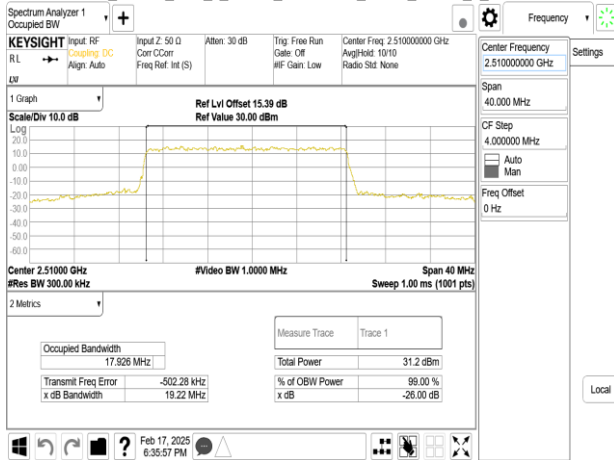 Spectrum Analyzer 1
Occupied BW
+
Frequency
KEYSIGHT
RL
LXI
Input: RF
Coupling: DC
Align: Auto
Input Z: 50 Ω
Corr CCorr
Freq Ref: Int (S)
Atten: 30 dB
Trig: Free Run
Gate: Off
#IF Gain: Low
Center Freq: 2.510000000 GHz
Avg|Hold: 10/10
Radio Std: None
Center Frequency
2.510000000 GHz
Settings
Span
40.000 MHz
CF Step
4.000000 MHz
Auto
Man
Freq Offset
0 Hz
Local
1 Graph
Scale/Div 10.0 dB
Ref Lvl Offset 15.39 dB
Ref Value 30.00 dBm
Log
20.0
10.0
0.00
-10.0
-20.0
-30.0
-40.0
-50.0
-60.0
Center 2.51000 GHz
#Video BW 1.0000 MHz
Span 40 MHz
#Res BW 300.00 kHz
Sweep 1.00 ms (1001 pts)
2 Metrics
Measure Trace
Trace 1
Occupied Bandwidth
17.926 MHz
Total Power
31.2 dBm
Transmit Freq Error
-502.28 kHz
% of OBW Power
99.00 %
x dB Bandwidth
19.22 MHz
x dB
-26.00 dB
?
Feb 17, 2025
6:35:57 PM